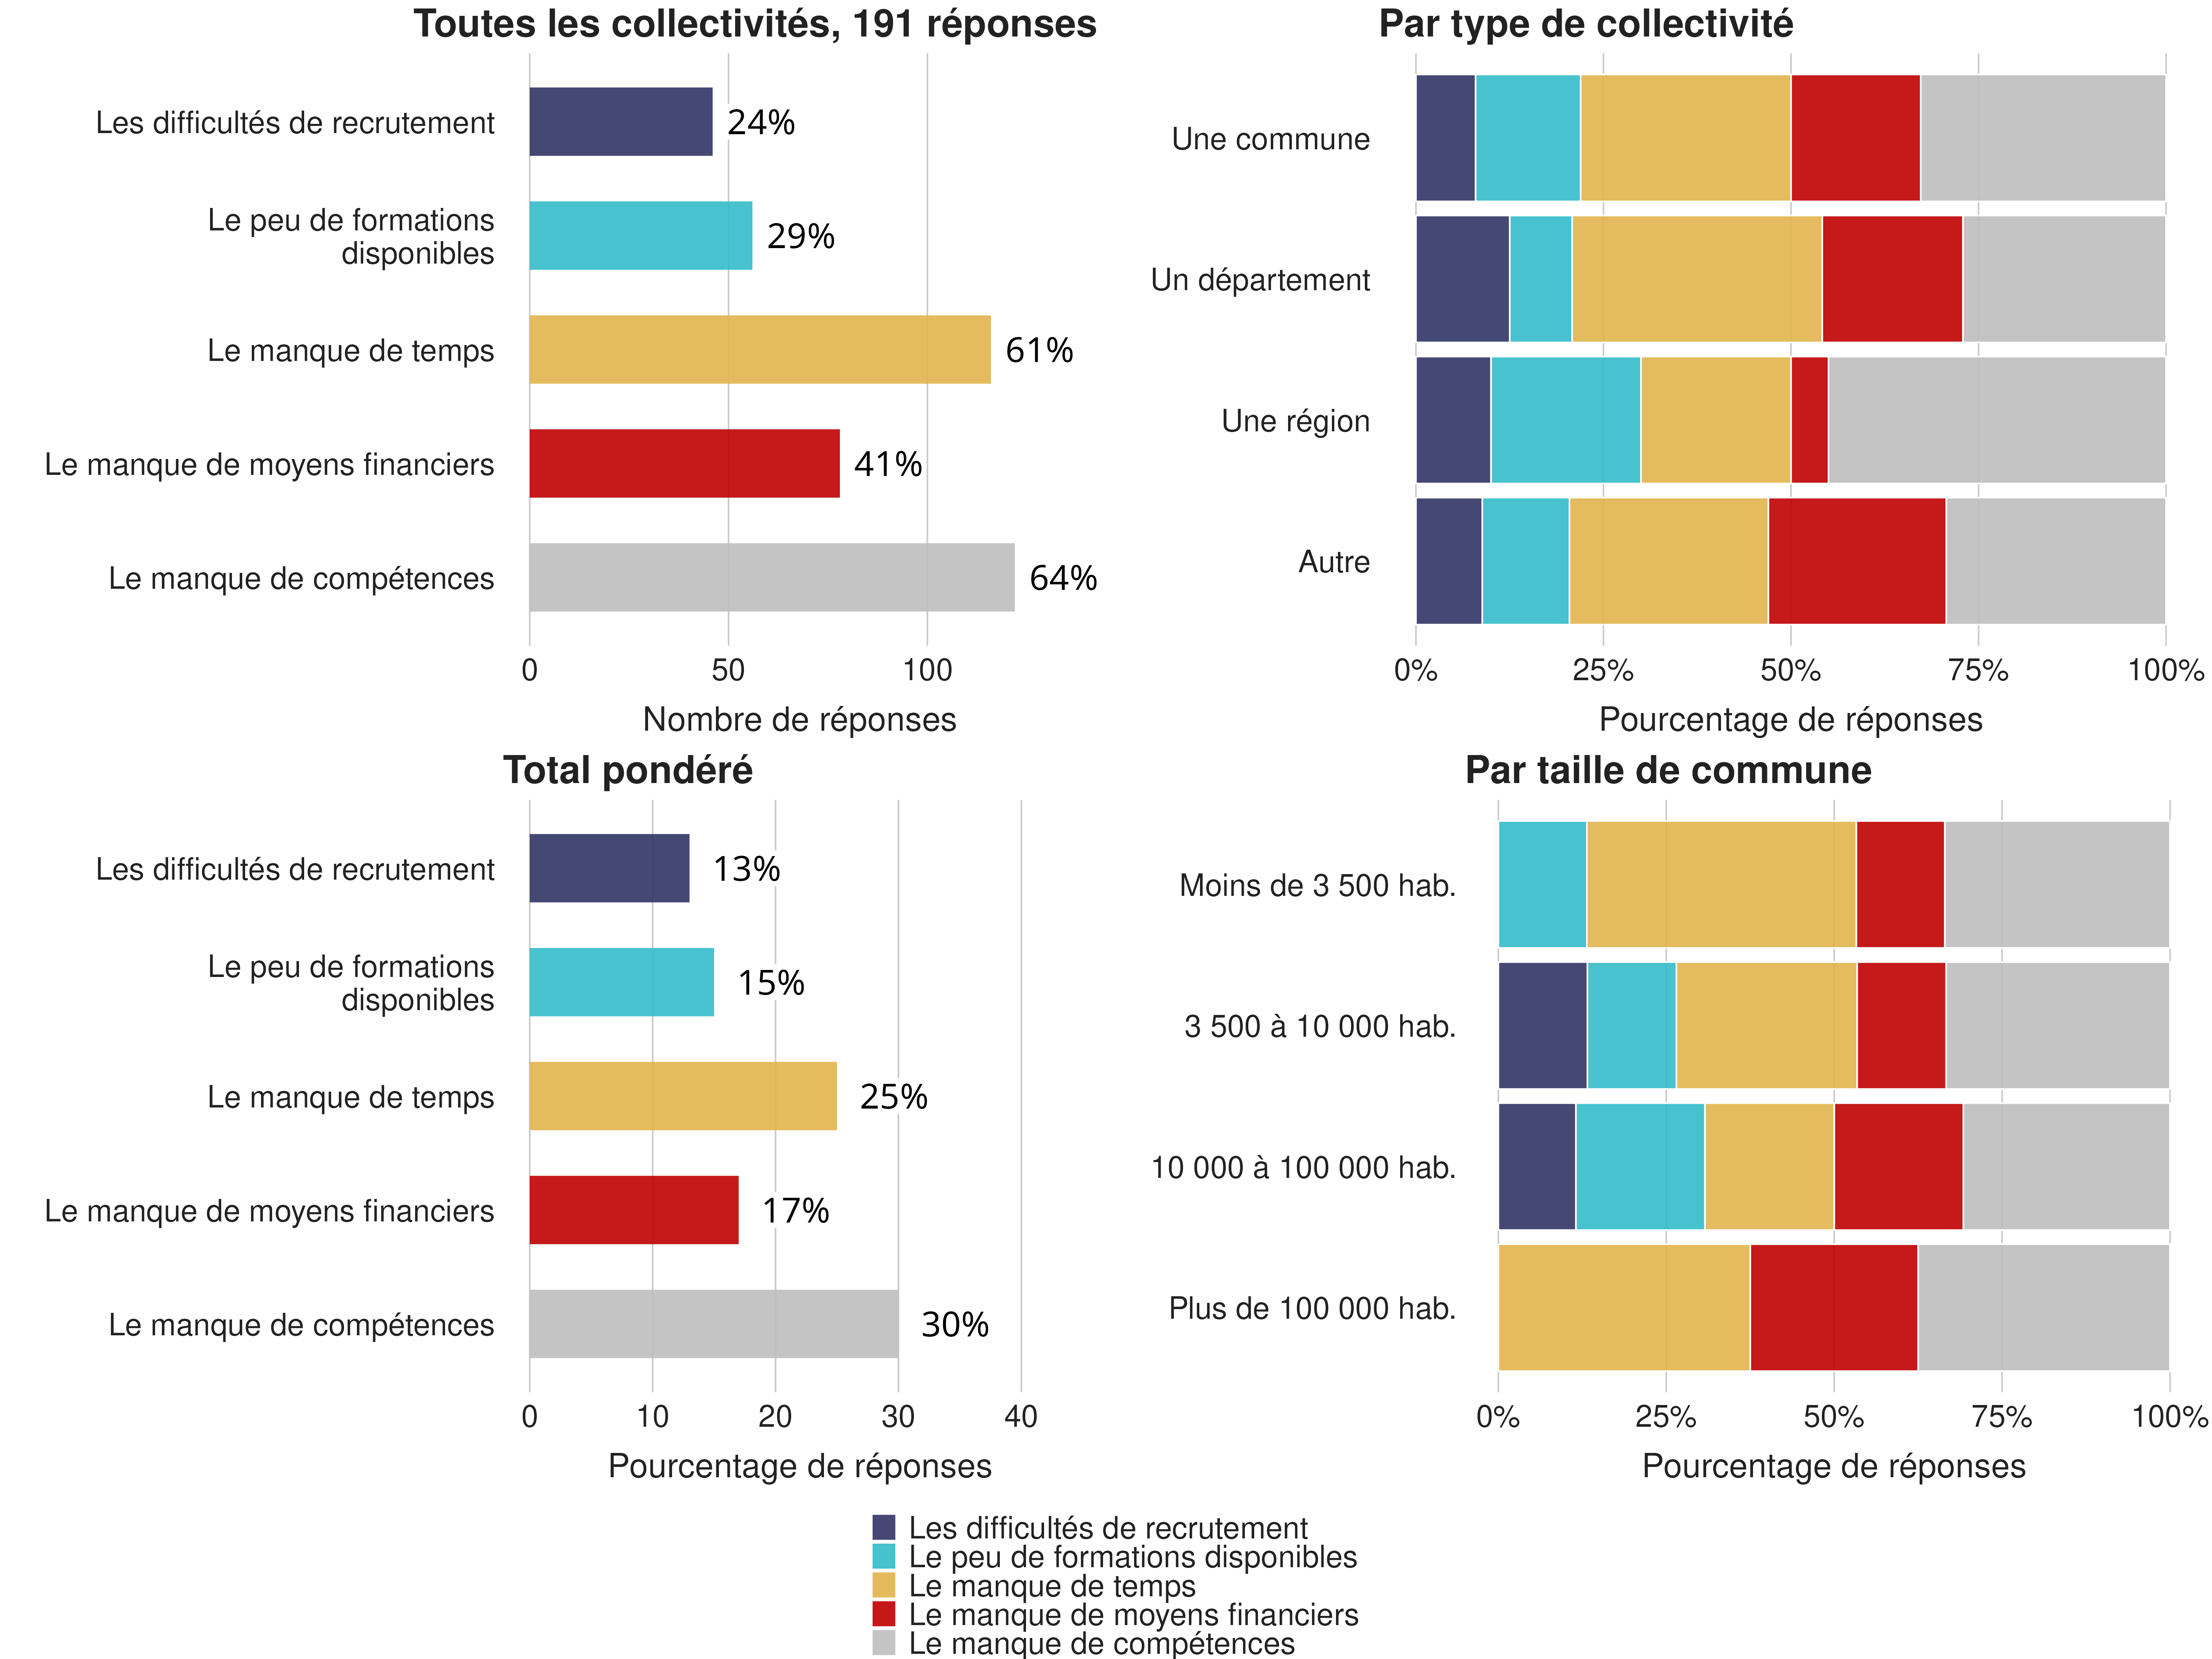 Toutes les collectivités, 191 réponses
Les difficultés de recrutement
24%
Le peu de formations
disponibles
29%
Le manque de temps
61%
Le manque de moyens financiers
41%
Le manque de compétences
64%
0 50 100
Nombre de réponses
Par type de collectivité
Une commune
Un département
Une région
Autre
0% 25% 50% 75% 100%
Pourcentage de réponses
Total pondéré
Les difficultés de recrutement
13%
Le peu de formations
disponibles
15%
Le manque de temps
25%
Le manque de moyens financiers
17%
Le manque de compétences
30%
0 10 20 30 40
Pourcentage de réponses
Par taille de commune
Moins de 3 500 hab.
3 500 à 10 000 hab.
10 000 à 100 000 hab.
Plus de 100 000 hab.
0% 25% 50% 75% 100%
Pourcentage de réponses
Les difficultés de recrutement
Le peu de formations disponibles
Le manque de temps
Le manque de moyens financiers
Le manque de compétences